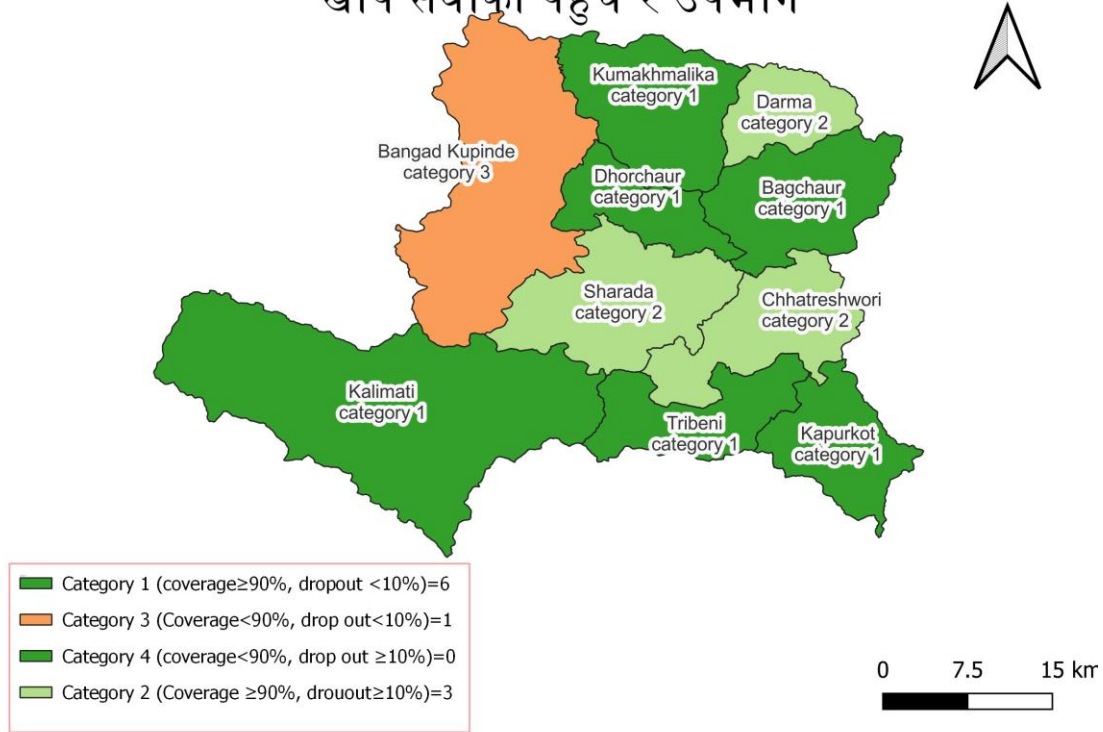 खोप सेवाको पहुँच र उपभोग
Kumakhmalika
category 1
Darma
category 2
Bangad Kupinde
category 3
Dhorchaur
category 1
Bagchaur
category 1
Sharada
category 2
Chhatreshwori
category 2
Kalimati
category 1
Tribeni
category 1
Kapurkot
category 1
Category 1 (coverage≥90%, dropout <10%)=6
Category 3 (Coverage<90%, drop out<10%)=1
Category 4 (coverage<90%, drop out ≥10%)=0
Category 2 (Coverage ≥90%, drouout≥10%)=3
0 7.5 15 km